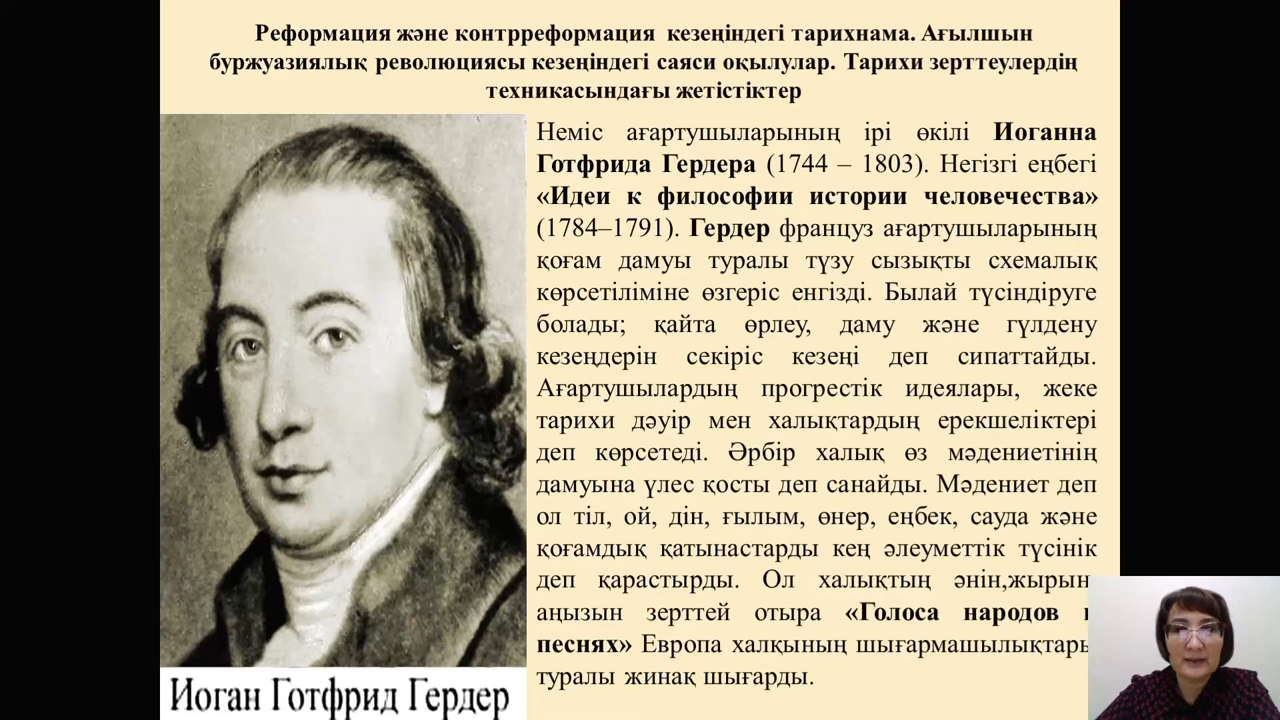 Реформация және контрреформация кезеңіндегі тарихнама. Ағылшын
буржуазиялық революциясы кезеңіндегі саяси оқылулар. Тарихи зерттеулердің
техникасындағы жетістіктер
Неміс ағартушыларының ірі өкілі Иоганна
Готфрида Гердера (1744 – 1803). Негізгі еңбегі
«Идеи к философии истории человечества»
(1784–1791). Гердер француз ағартушыларының
қоғам дамуы туралы түзу сызықты схемалық
көрсетіліміне өзгеріс енгізді. Былай түсіндіруге
болады; қайта өрлеу, даму және гүлдену
кезеңдерін секіріс кезеңі деп сипаттайды.
Ағартушылардың прогрестік идеялары, жеке
тарихи дәуір мен халықтардың ерекшеліктері
деп көрсетеді. Әрбір халық өз мәдениетінің
дамуына үлес қосты деп санайды. Мәдениет деп
ол тіл, ой, дін, ғылым, өнер, еңбек, сауда және
қоғамдық қатынастарды кең әлеуметтік түсінік
деп қарастырды. Ол халықтың әнін,жырын
аңызын зерттей отыра «Голоса народов
песнях» Европа халқының шығармашылықтары
туралы жинақ шығарды.
Иоган Готфрид Гердер